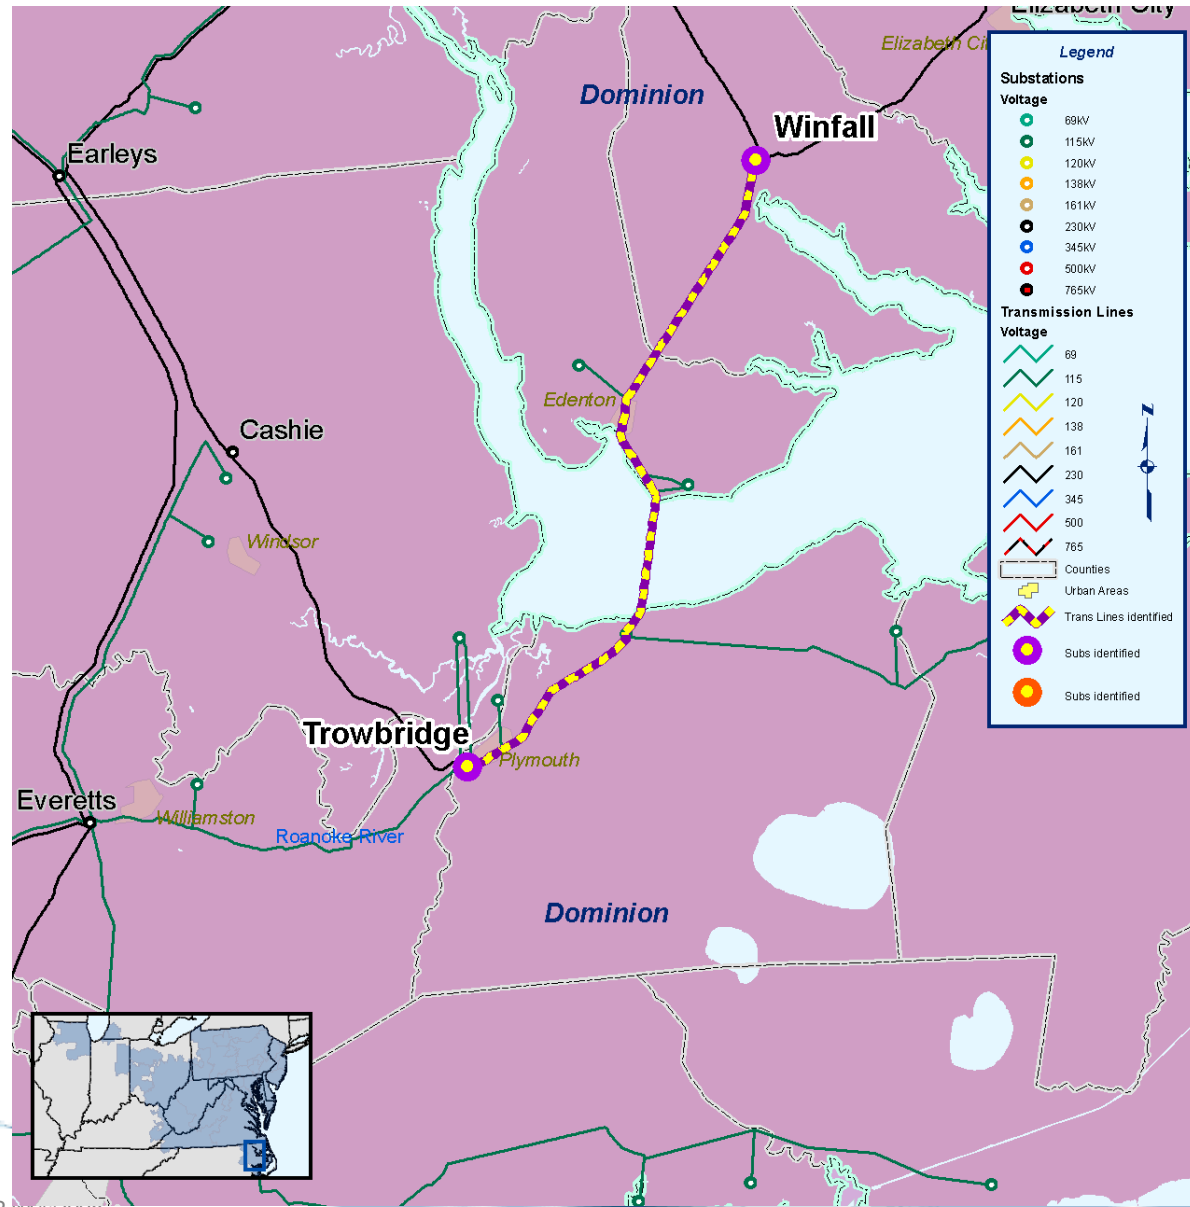 Elizabeth City
Elizabeth Ci
Dominion
Winfall
Earleys
Edenton
Cashie
Windsor
Trowbridge
Plymouth
Everetts
Williamston
Roanoke River
Dominion
Legend
Substations
Voltage
69kV
115kV
120kV
138kV
161kV
230kV
345kV
500kV
765kV
Transmission Lines
Voltage
69
115
120
138
161
230
345
500
765
Counties
Urban Areas
Trans Lines identified
Subs identified
Subs identified
N